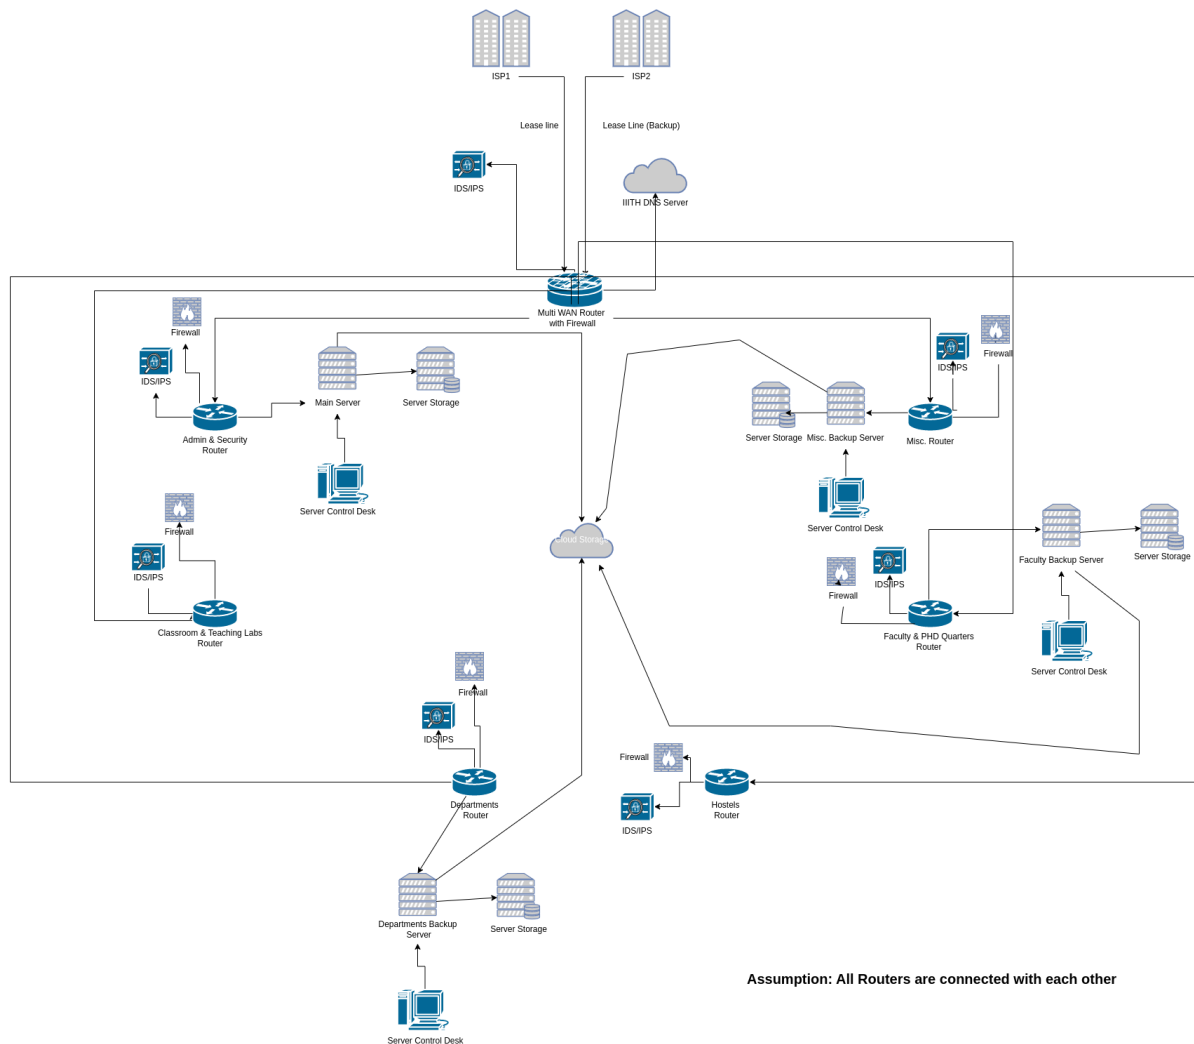 ISP1
ISP2
Lease line
Lease Line (Backup)
IDS/IPS
IIITH DNS Server
Multi WAN Router
with Firewall
Firewall
IDS/IPS
Admin & Security
Router
Main Server
Server Storage
Server Control Desk
IDS/IPS
Firewall
Server Storage
Misc. Backup Server
Misc. Router
Server Control Desk
Firewall
IDS/IPS
Classroom & Teaching Labs
Router
Cloud Storage
Firewall
IDS/IPS
Faculty & PHD Quarters
Router
Faculty Backup Server
Server Storage
Server Control Desk
Firewall
IDS/IPS
Departments
Router
Firewall
IDS/IPS
Hostels
Router
Departments Backup
Server
Server Storage
Server Control Desk
Assumption: All Routers are connected with each other